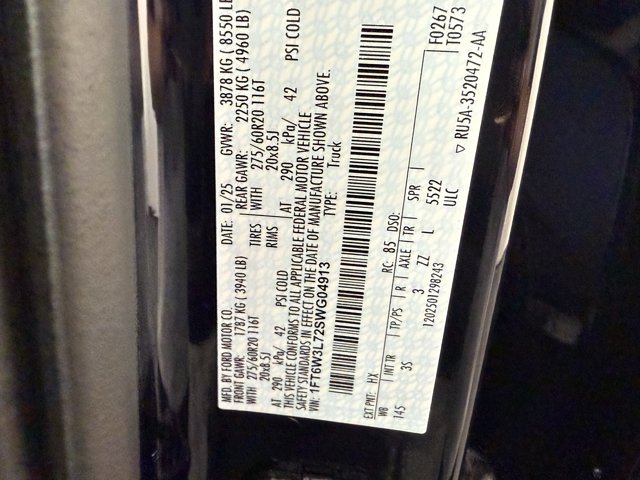 MFD. BY FORD MOTOR CO.
DATE: 01/25 GVWR: 3878 KG ( 8550 LB
FRONT GAWR: 1787 KG ( 3940 LB) REAR GAWR: 2250 KG ( 4960 LB)
WITH 275/60R20 116T TIRES WITH 275/60R20 116T
20x8.5J RIMS 20x8.5J
AT 290 kPa/ 42 PSI COLD AT 290 kPa/ 42 PSI COLD
THIS VEHICLE CONFORMS TO ALL APPLICABLE FEDERAL MOTOR VEHICLE
SAFETY STANDARDS IN EFFECT ON THE DATE OF MANUFACTURE SHOWN ABOVE.
VIN: 1FT6W3L72SWG04913 TYPE: Truck
F0267
T0573
EXT PNT: HX RC: 85 DSO:
WB INT TR TP/PS R AXLE TR SPR
145 3S 3 ZZ L 5522
ULC
1202501298243
▽ RU5A-3520472-AA